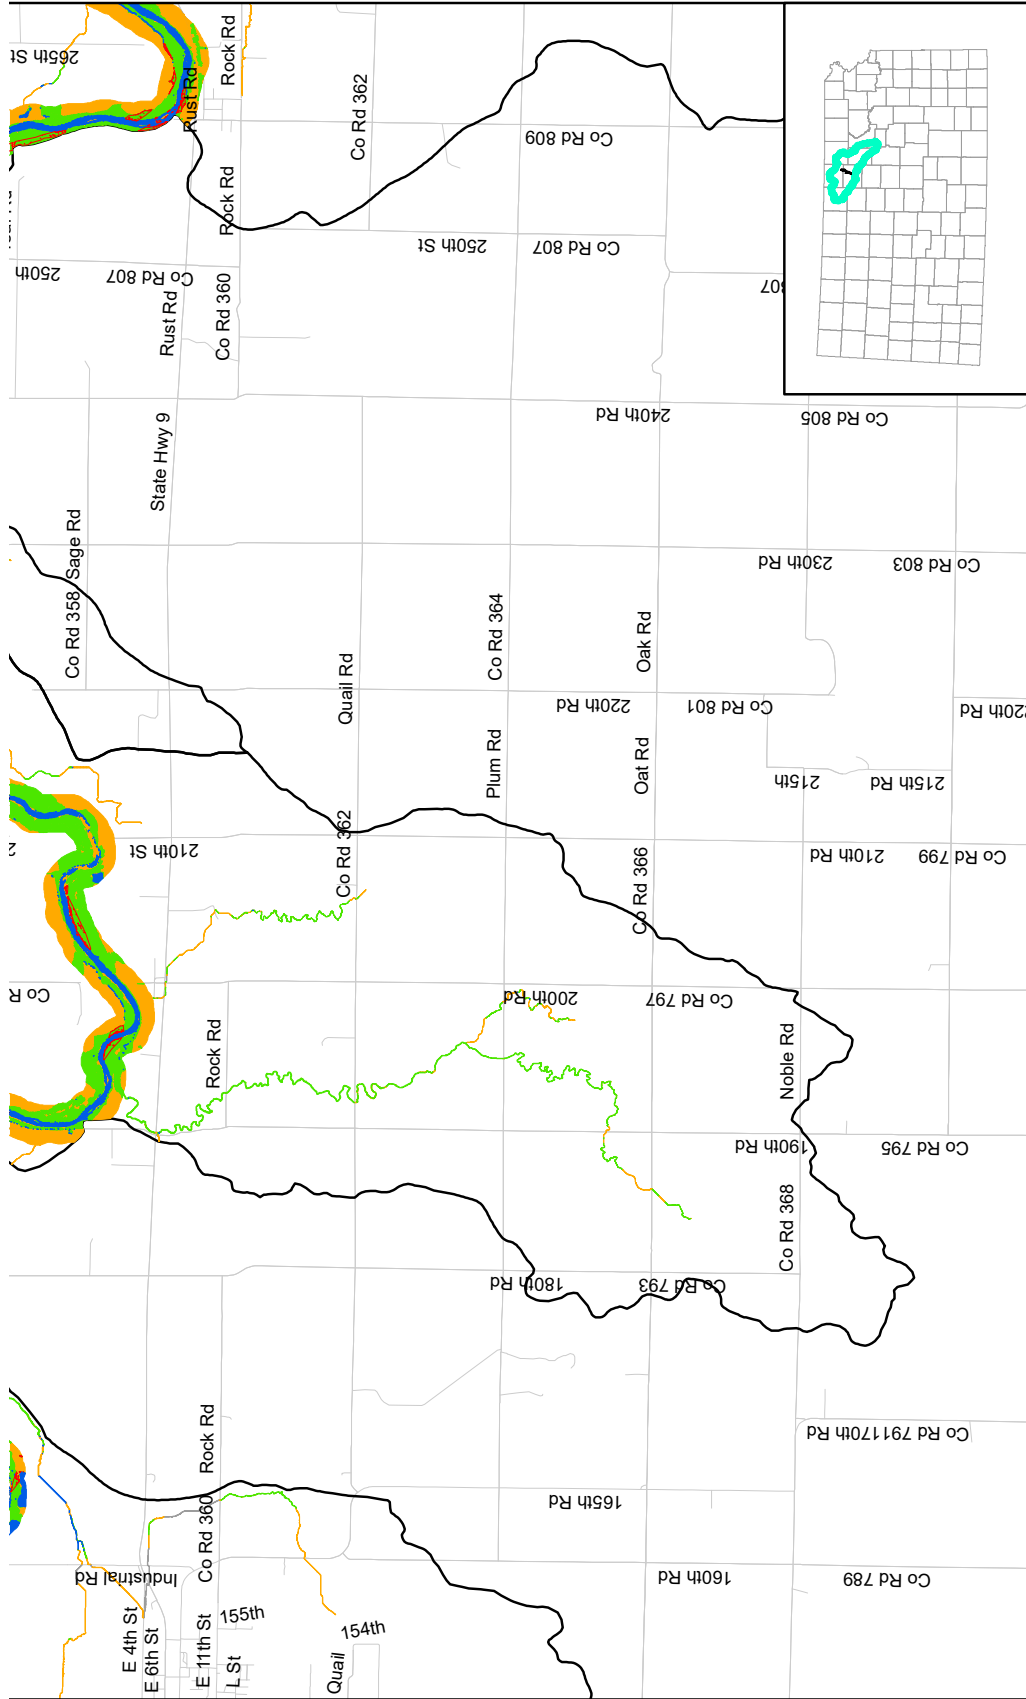 Rock Rd
265th St
Rust Rd
Co Rd 362
Co Rd 809
Rock Rd
250th St
Co Rd 807
250th
Co Rd 807
Rust Rd
Co Rd 360
240th Rd
Co Rd 805
State Hwy 9
Sage Rd
Co Rd 358
230th Rd
Co Rd 803
Co Rd 364
Oak Rd
Quail Rd
220th Rd
Co Rd 801
Plum Rd
Oat Rd
215th
215th Rd
Co Rd 362
210th St
210th Rd
Co Rd 799
Co Rd 366
200th Rd
Co Rd 797
Rock Rd
Noble Rd
190th Rd
Co Rd 795
Co Rd 368
180th Rd
Co Rd 793
Rock Rd
170th Rd
Co Rd 791
165th Rd
Co Rd 360
Industrial Rd
160th Rd
Co Rd 789
E 4th St
E 6th St
E 11th St
155th
L St
154th
Quail